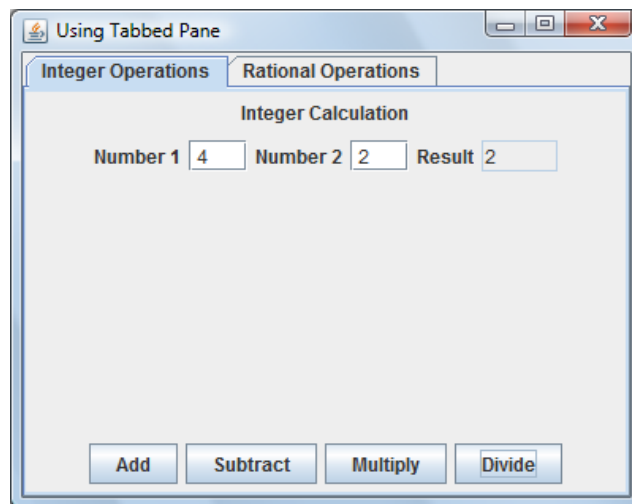 Using Tabbed Pane
Integer Operations Rational Operations
Integer Calculation
Number 1 4 Number 2 2 Result 2
Add Subtract Multiply Divide